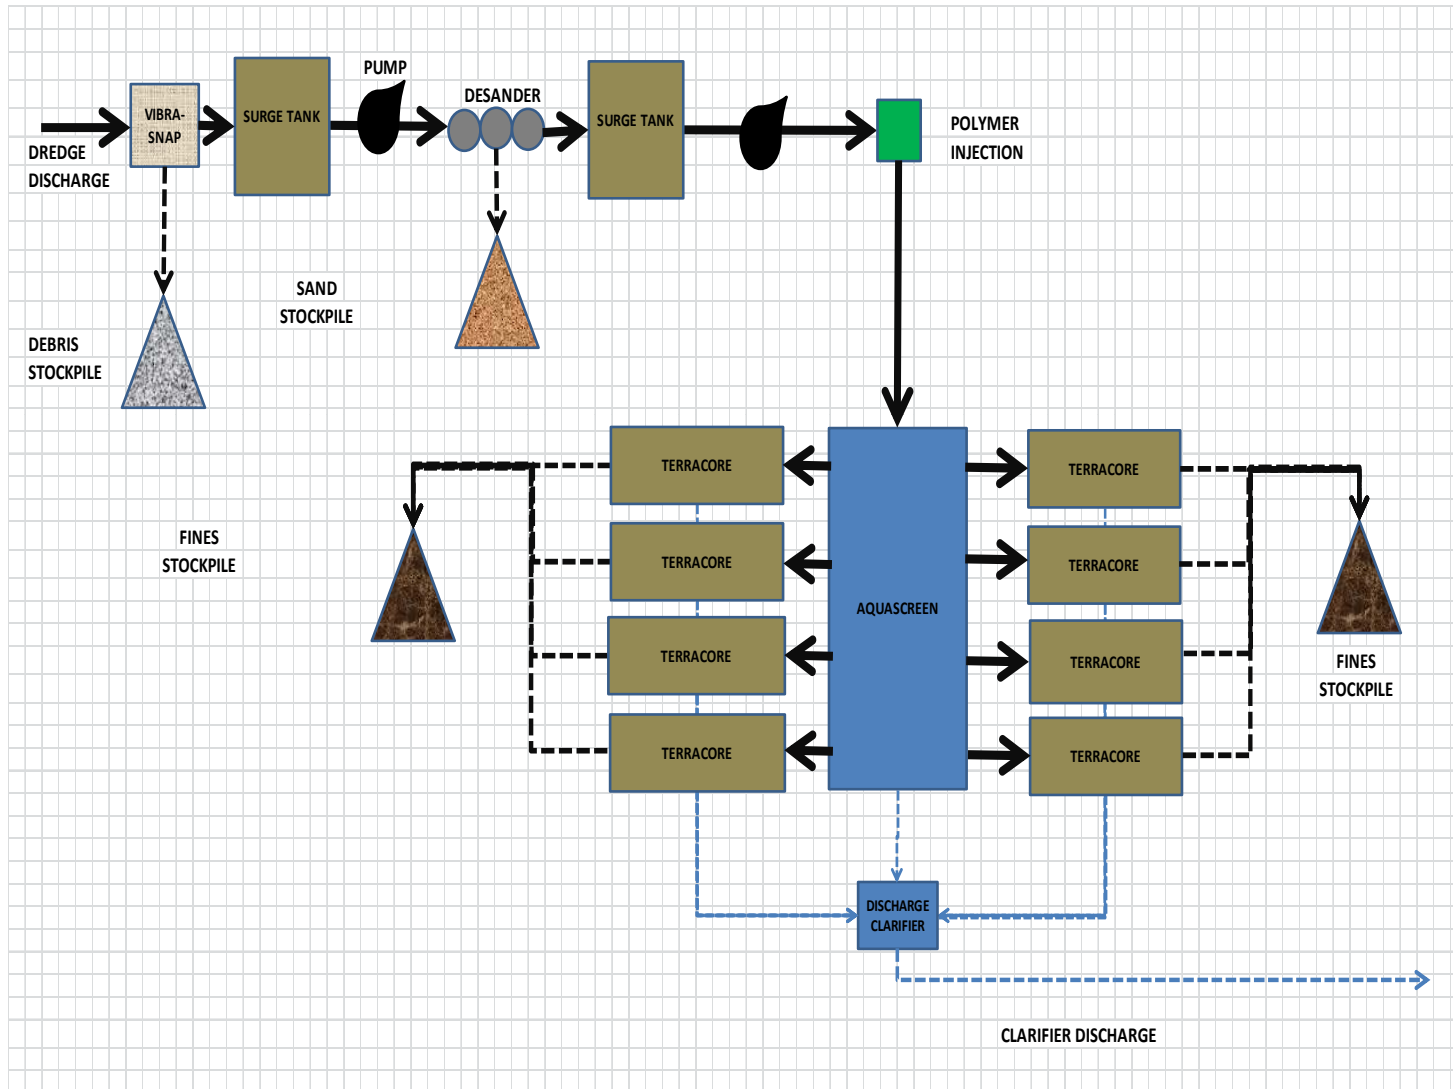 PUMP
DESANDER
VIBRA-
SNAP
SURGE TANK
SURGE TANK
POLYMER
INJECTION
DREDGE
DISCHARGE
SAND
STOCKPILE
DEBRIS
STOCKPILE
TERRACORE
TERRACORE
FINES
STOCKPILE
TERRACORE
TERRACORE
AQUASCREEN
TERRACORE
TERRACORE
FINES
STOCKPILE
TERRACORE
TERRACORE
DISCHARGE
CLARIFIER
CLARIFIER DISCHARGE